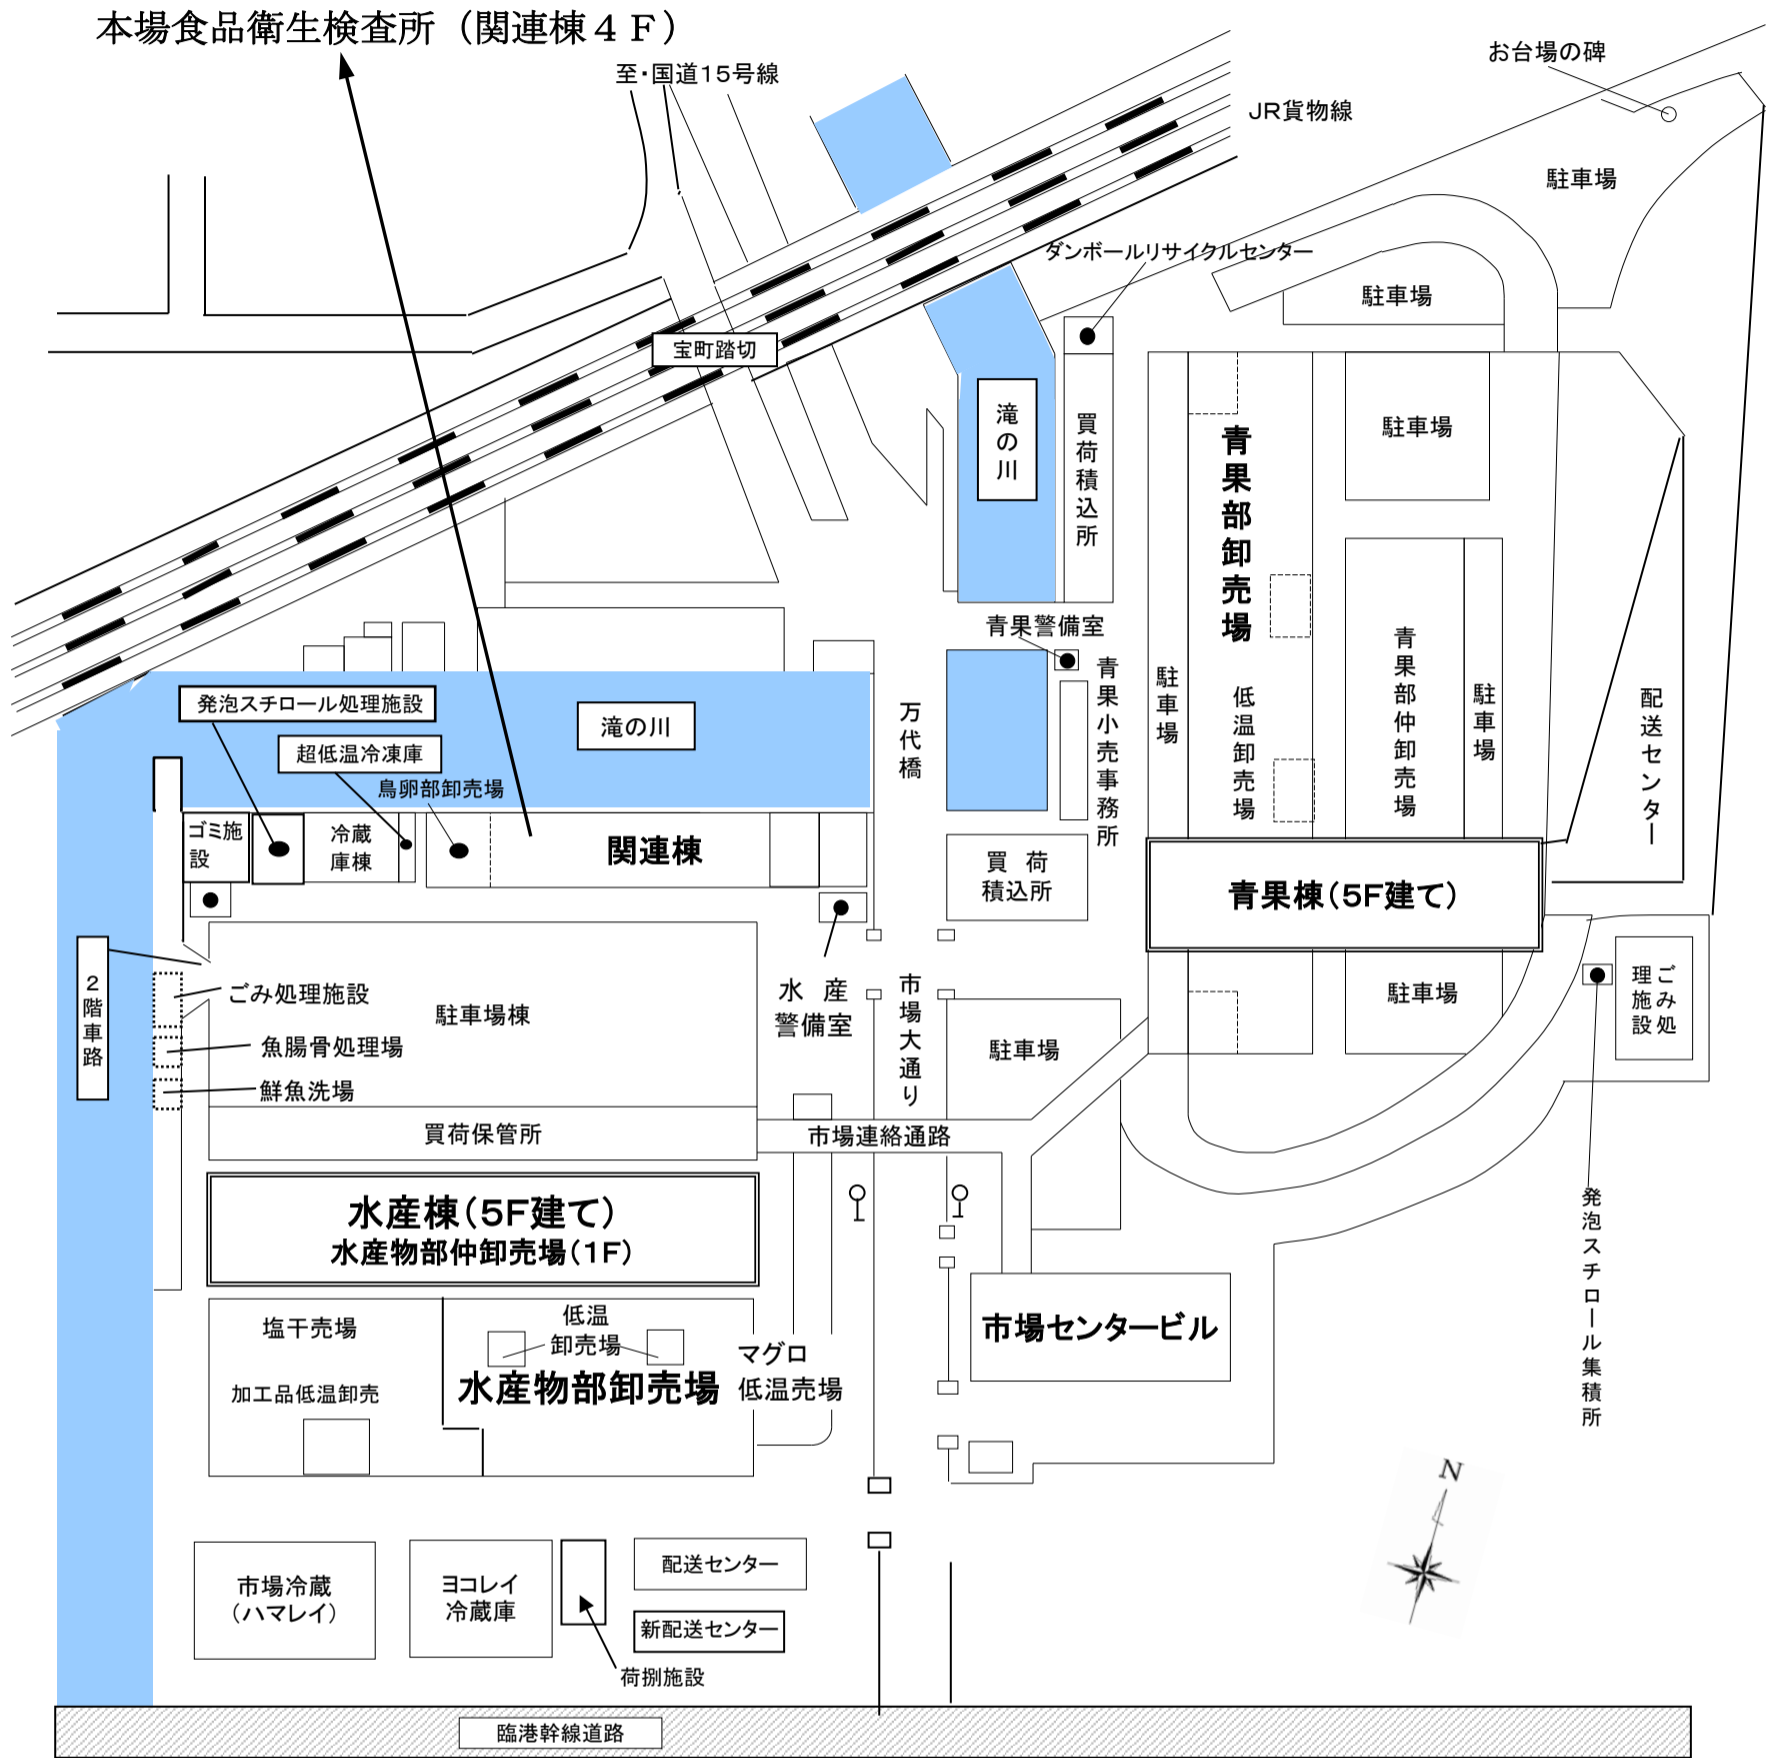 本場食品衛生検査所（関連棟４Ｆ）
至・国道15号線
お台場の碑
JR貨物線
駐車場
ダンボールリサイクルセンター
駐車場
宝町踏切
滝の川
買荷積込所
青果部卸売場
低温卸売場
駐車場
青果部仲卸売場
駐車場
駐車場
配送センター
青果警備室
青果小売事務所
発泡スチロール処理施設
滝の川
万代橋
超低温冷凍庫
鳥卵部卸売場
ゴミ施
設
冷蔵
庫棟
関連棟
買　荷
積込所
青果棟（5F建て）
2階車路
ごみ処理施設
駐車場棟
水　産
警備室
市場大通り
駐車場
駐車場
ごみ処
理施設
魚腸骨処理場
鮮魚洗場
買荷保管所
市場連絡通路
水産棟（5F建て）
水産物部仲卸売場（1F）
発泡スチロール集積所
塩干売場
低温
卸売場
マグロ
低温売場
市場センタービル
加工品低温卸売
水産物部卸売場
N
市場冷蔵
（ハマレイ）
ヨコレイ
冷蔵庫
配送センター
新配送センター
荷捌施設
臨港幹線道路